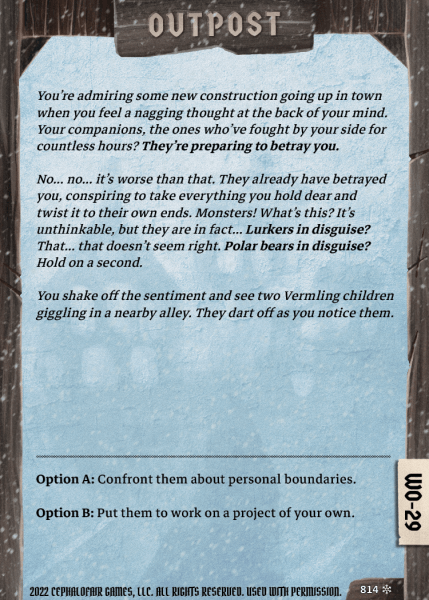 OUTPOST
You're admiring some new construction going up in town
when you feel a nagging thought at the back of your mind.
Your companions, the ones who've fought by your side for
countless hours? They're preparing to betray you.
No... no... it's worse than that. They already have betrayed
you, conspiring to take everything you hold dear and
twist it to their own ends. Monsters! What's this? It's
unthinkable, but they are in fact... Lurkers in disguise?
That... that doesn't seem right. Polar bears in disguise?
Hold on a second.
You shake off the sentiment and see two Vermling children
giggling in a nearby alley. They dart off as you notice them.
Option A: Confront them about personal boundaries.
Option B: Put them to work on a project of your own.
WO-29
2022 CEPHALOFAIR GAMES, LLC. ALL RIGHTS RESERVED. USED WITH PERMISSION.
814